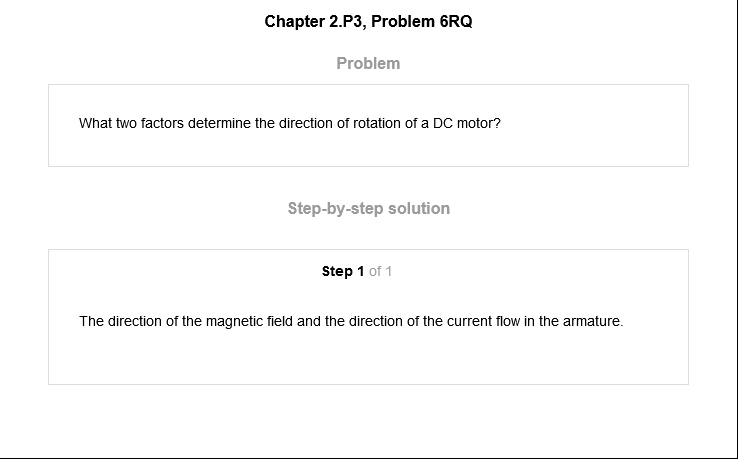 Chapter 2.P3, Problem 6RQ
Problem
What two factors determine the direction of rotation of a DC motor?
Step-by-step solution
Step 1 of 1
The direction of the magnetic field and the direction of the current flow in the armature.